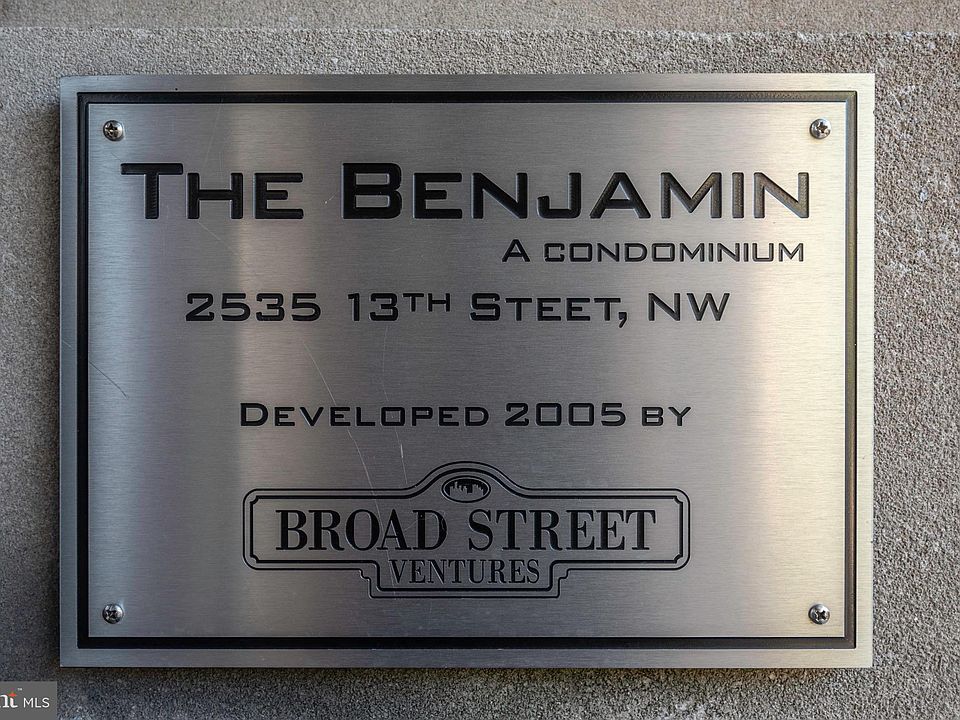 THE BENJAMIN
A CONDOMINIUM
2535 13TH STEET, NW
DEVELOPED 2005 BY
BROAD STREET
VENTURES
MLS